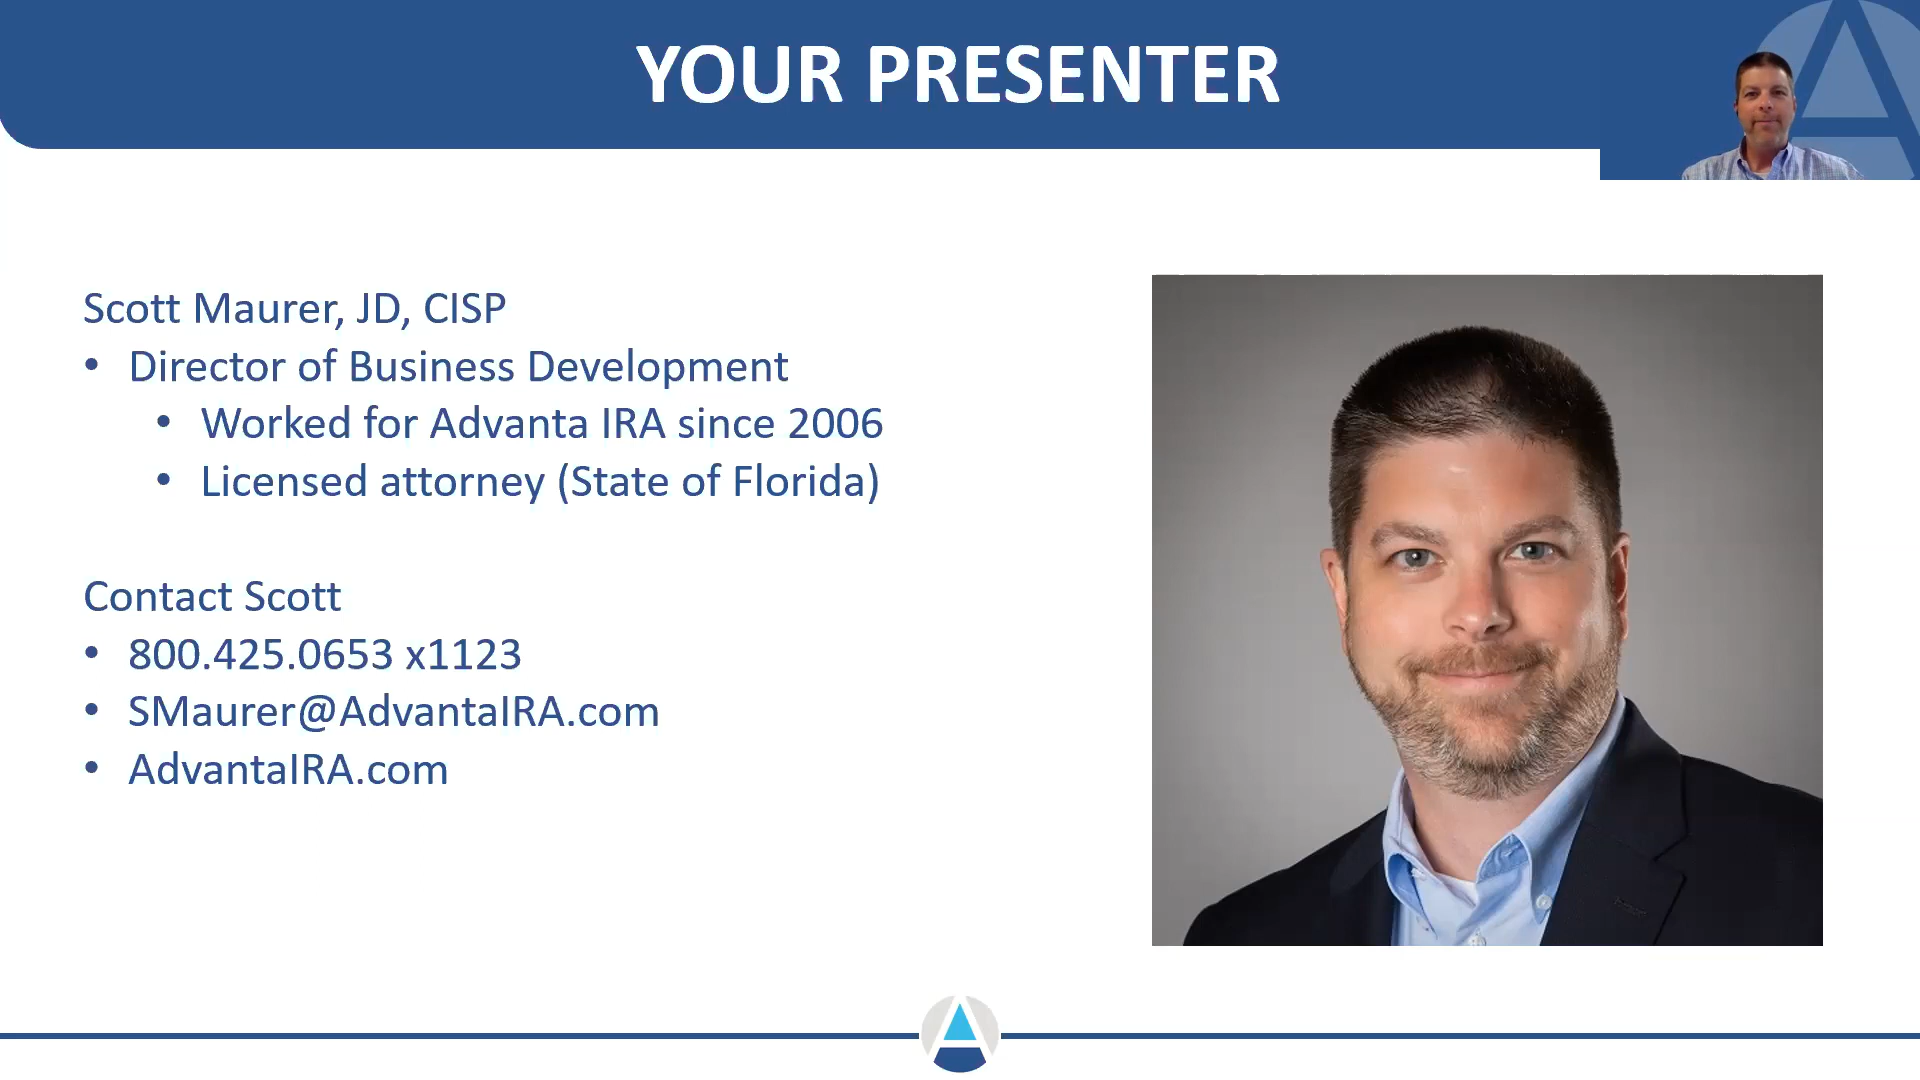 YOUR PRESENTER
Scott Maurer, JD, CISP
• Director of Business Development
• Worked for Advanta IRA since 2006
• Licensed attorney (State of Florida)
Contact Scott
• 800.425.0653 x1123
• SMaurer@AdvantaIRA.com
• AdvantaIRA.com